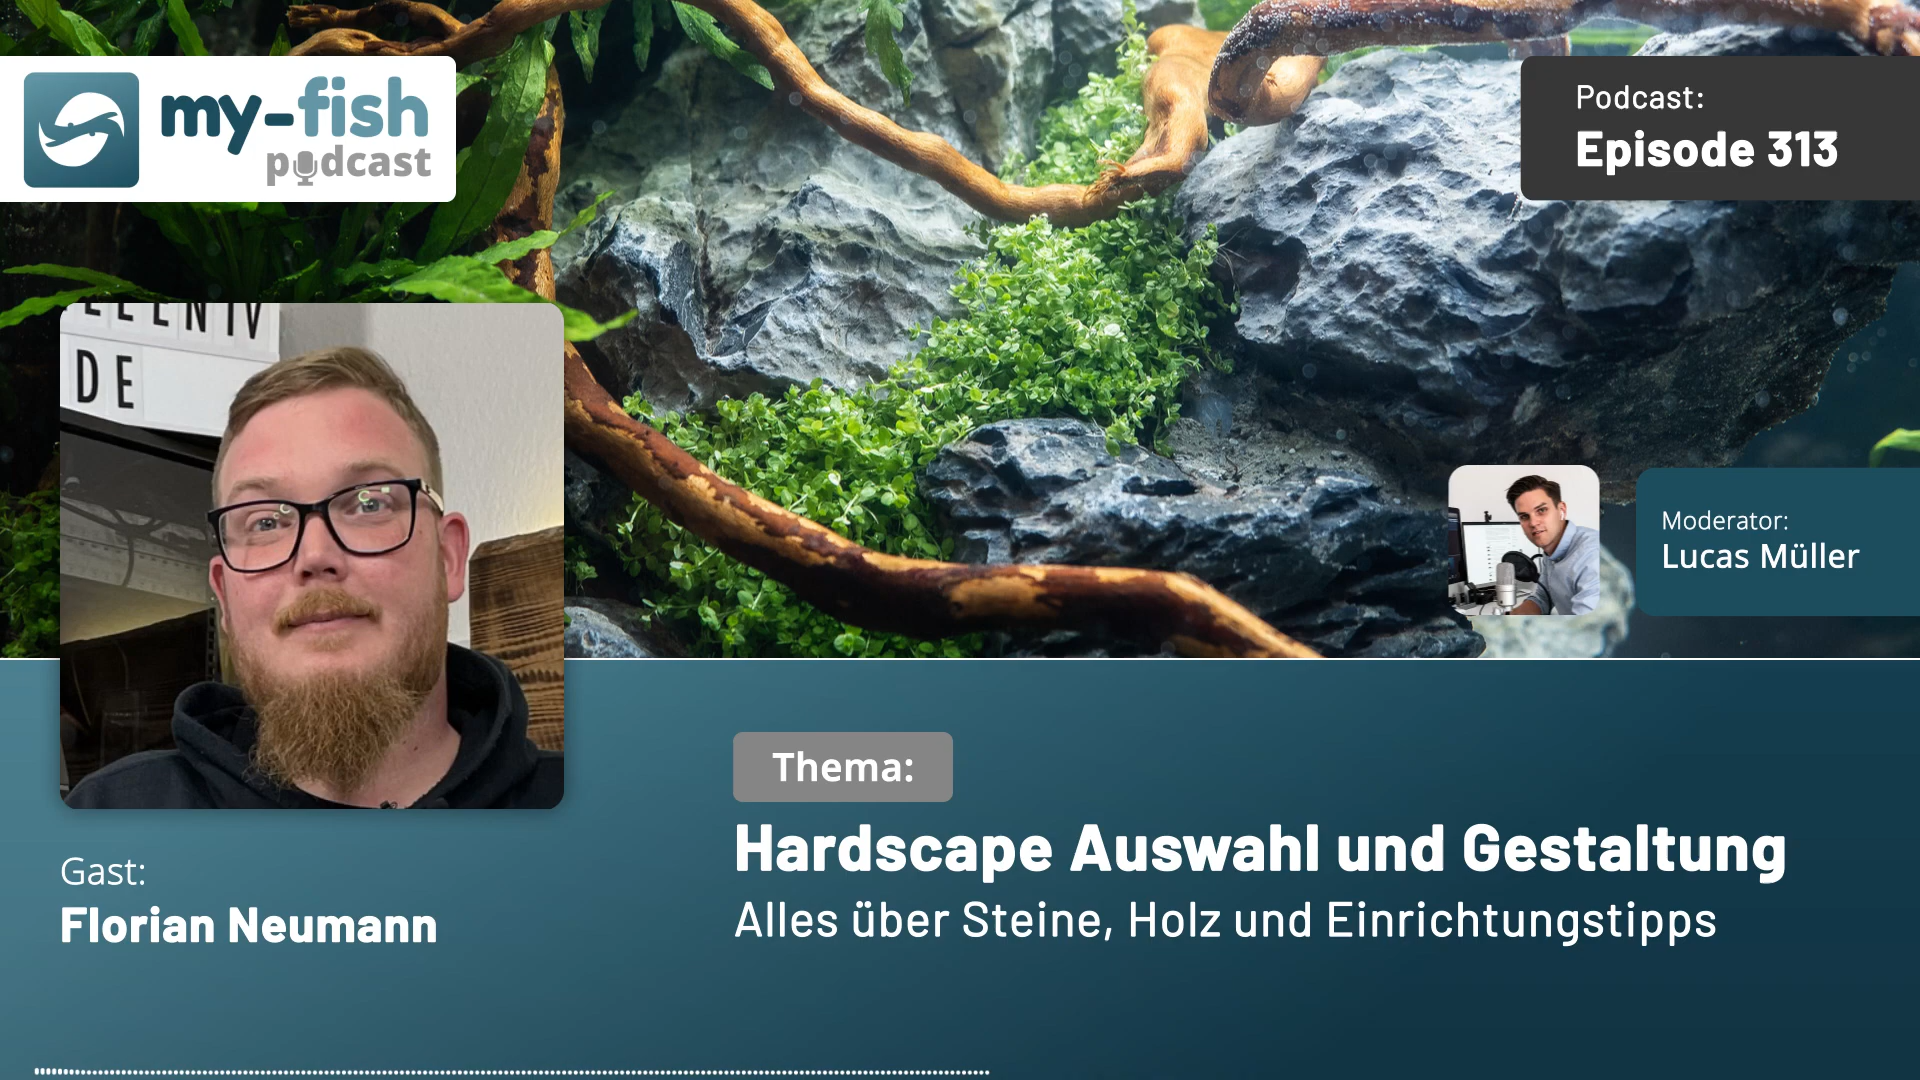 my-fish
podcast
Podcast:
Episode 313
DE
Moderator:
Lucas Müller
Thema:
Hardscape Auswahl und Gestaltung
Alles über Steine, Holz und Einrichtungstipps
Gast:
Florian Neumann